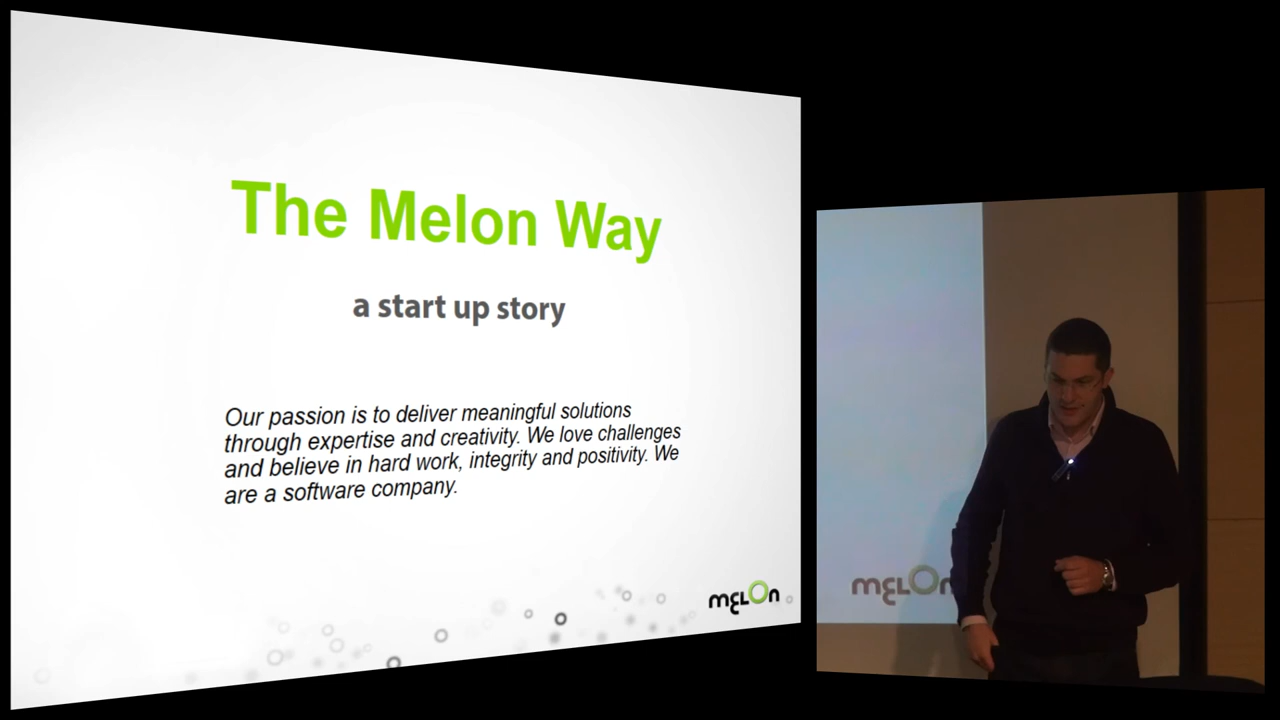 The Melon Way
a start up story
Our passion is to deliver meaningful solutions
through expertise and creativity. We love challenges
and believe in hard work, integrity and positivity. We
are a software company.
melon
melon